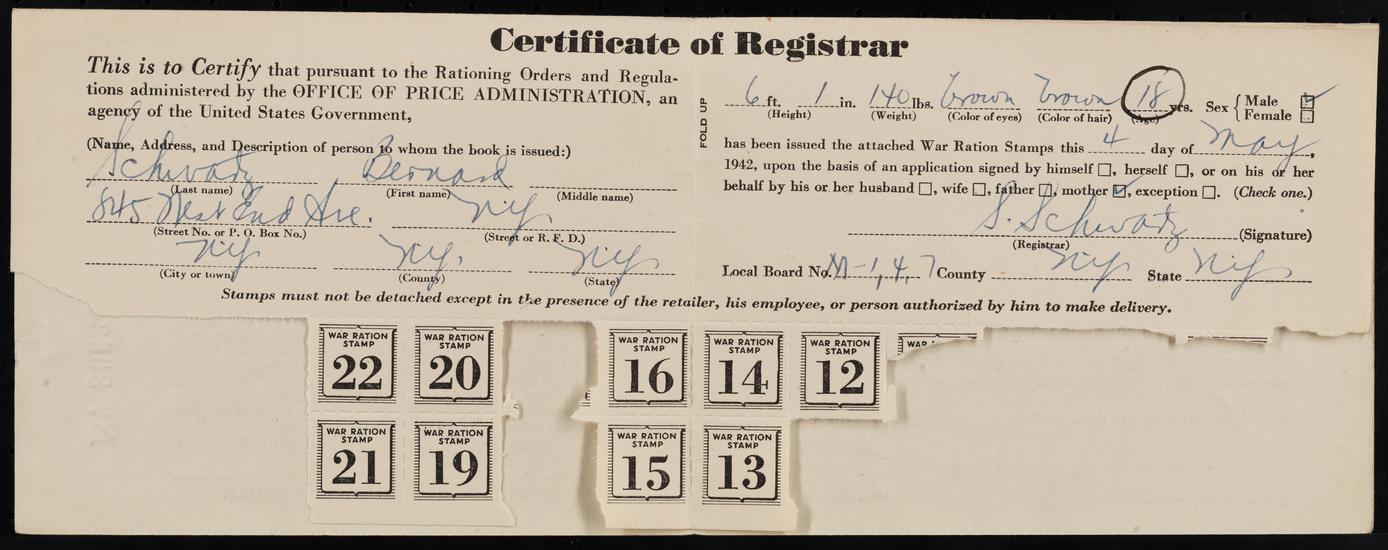 Certificate of Registrar
This is to Certify that pursuant to the Rationing Orders and Regula-
tions administered by the OFFICE OF PRICE ADMINISTRATION, an
agency of the United States Government,
(Name, Address, and Description of person to whom the book is issued:)
Schwartz Bernard
(Last name) (First name) (Middle name)
845 West End Ave. NY
(Street No. or P. O. Box No.) (Street or R. F. D.)
NY NY. NY
(City or town) (County) (State)
FOLD UP
6 ft. 1 in. 140 lbs. brown brown 18 yrs. Sex { Male
Female
(Height) (Weight) (Color of eyes) (Color of hair) (Age)
has been issued the attached War Ration Stamps this 4 day of May,
1942, upon the basis of an application signed by himself ☐, herself ☐, or on his or her
behalf by his or her husband ☐, wife ☐, father ☐, mother ☑, exception ☐. (Check one.)
S. Schwartz (Signature)
(Registrar)
Local Board No. M-1,4,7 County NY State NY
Stamps must not be detached except in the presence of the retailer, his employee, or person authorized by him to make delivery.
WAR RATION STAMP 22
WAR RATION STAMP 20
WAR RATION STAMP 16
WAR RATION STAMP 14
WAR RATION STAMP 12
WAR RATION
WAR RATION STAMP 21
WAR RATION STAMP 19
WAR RATION STAMP 15
WAR RATION STAMP 13